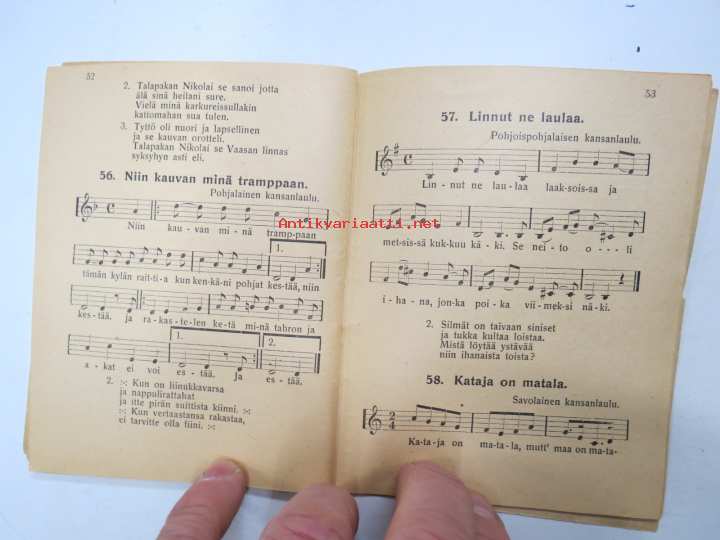 52
2. Talapakan Nikolai se sanoi jotta
älä sinä heilani sure.
Vielä minä karkureissullakin
kattomahan sua tulen.
3. Tyttö oli nuori ja lapsellinen
ja se kauvan orotteli.
Talapakan Nikolai se Vaasan linnas
syksyhyn asti eli.
56. Niin kauvan minä tramppaan.
Pohjalainen kansanlaulu.
Niin kau - van mi - nä tramp-paan
1.
tämän kylän rait-ti-a kun ken-kä-ni pohjat kes-tää, niin
kes-tää. ja ra-kas-te-len ke-tä mi-nä tahron ja
1. 2.
a - kat ei voi es - tää. Ja es - tää.
2. :,: Kun on liinukkavarsa
ja nappulirattahat
ja itte pirän suittista kiinni. :,:
:,: Kun vertaastansa rakastaa,
ei tarvitte olla fiini. :,:
53
57. Linnut ne laulaa.
Pohjoispohjalaisen kansanlaulu.
Lin - nut ne lau - laa laak-sois-sa ja
met-sis-sä kuk-kuu kä - ki. Se nei - to o - - li
i - ha - na, jon-ka poi - ka vii - mek-si nä - ki.
2. Silmät on taivaan siniset
ja tukka kultaa loistaa.
Mistä löytää ystävää
niin ihanaista toista?
58. Kataja on matala.
Savolainen kansanlaulu.
Ka - ta - ja on ma - ta - la, mutt' maa on ma-ta-
Antikvariaatti.net